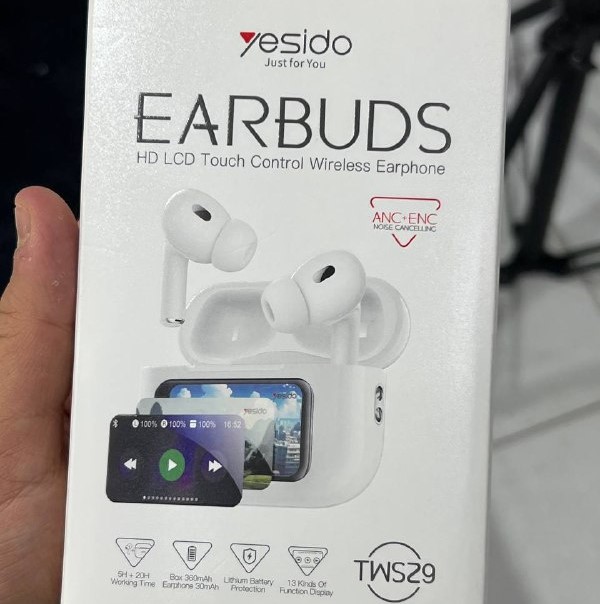 yesido
Just for You
EARBUDS
HD LCD Touch Control Wireless Earphone
ANC+ENC
NOISE CANCELLING
yesido
yesido
L 100% R 100% 100% 16:52
5H + 20H
Working Time
Box 360mAh
Earphone 30mAh
Lithium Battery
Protection
13 Kinds Of
Function Display
TWS29